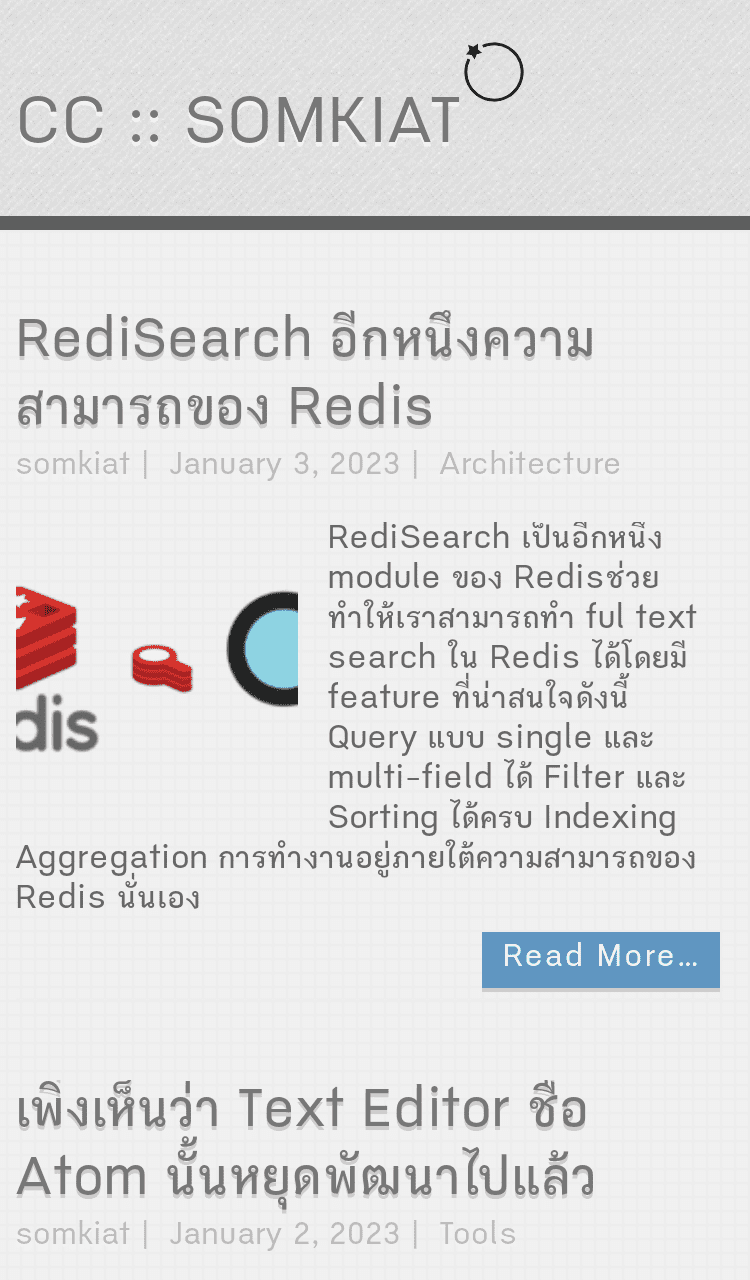 CC :: SOMKIAT
RediSearch อีกหนึ่งความ
สามารถของ Redis
somkiat | January 3, 2023 | Architecture
RediSearch เป็นอีกหนึ่ง
module ของ Redisช่วย
ทำให้เราสามารถทำ ful text
search ใน Redis ได้โดยมี
feature ที่น่าสนใจดังนี้
Query แบบ single และ
multi-field ได้ Filter และ
Sorting ได้ครบ Indexing
dis
Aggregation การทำงานอยู่ภายใต้ความสามารถของ
Redis นั่นเอง
Read More...
เพิ่งเห็นว่า Text Editor ชื่อ
Atom นั้นหยุดพัฒนาไปแล้ว
somkiat | January 2, 2023 | Tools